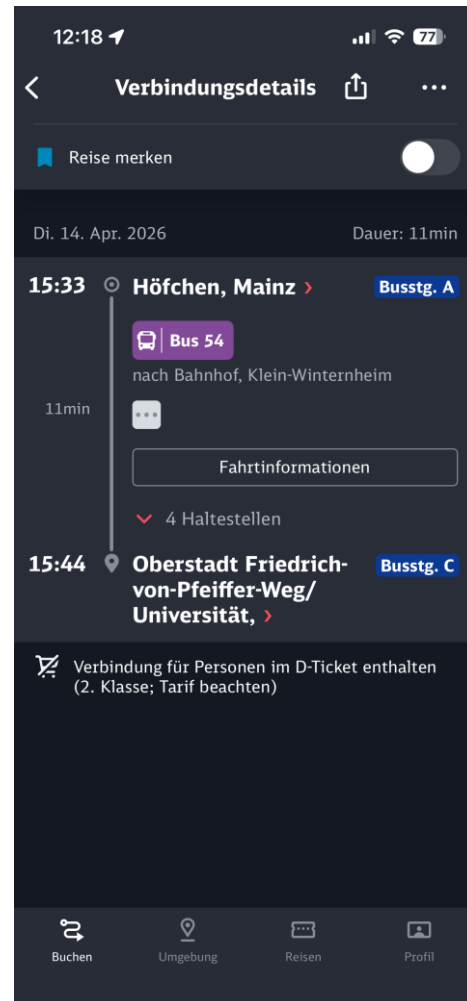 12:18
77
Verbindungsdetails
Reise merken
Di. 14. Apr. 2026 Dauer: 11min
15:33 Höfchen, Mainz Busstg. A
Bus 54
nach Bahnhof, Klein-Winternheim
11min
Fahrtinformationen
4 Haltestellen
15:44 Oberstadt Friedrich- Busstg. C
von-Pfeiffer-Weg/
Universität,
Verbindung für Personen im D-Ticket enthalten
(2. Klasse; Tarif beachten)
Buchen Umgebung Reisen Profil